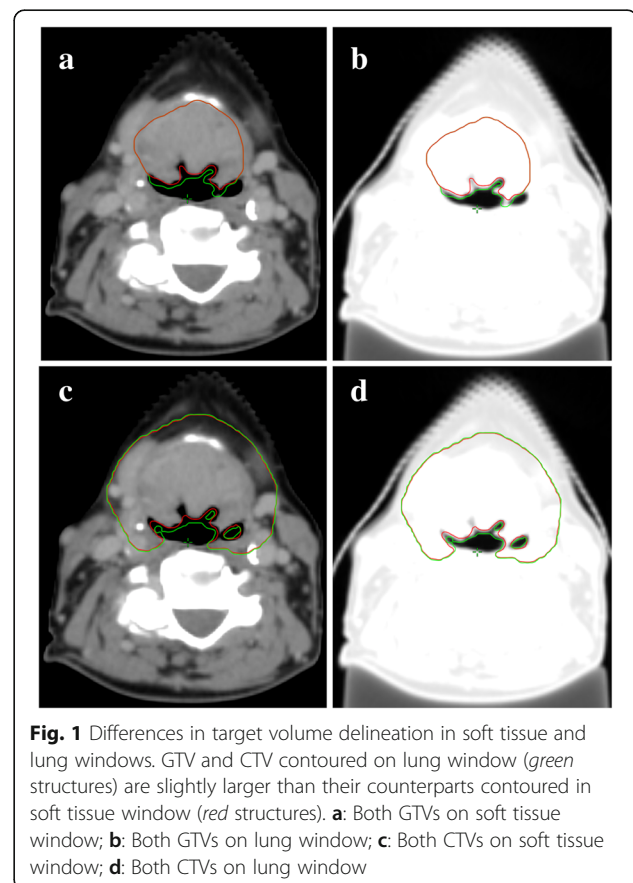 a
b
c
d
Fig. 1 Differences in target volume delineation in soft tissue and
lung windows. GTV and CTV contoured on lung window (green
structures) are slightly larger than their counterparts contoured in
soft tissue window (red structures). a: Both GTVs on soft tissue
window; b: Both GTVs on lung window; c: Both CTVs on soft tissue
window; d: Both CTVs on lung window